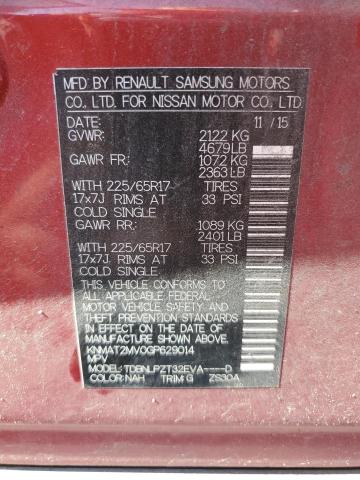 MFD BY RENAULT SAMSUNG MOTORS
CO., LTD. FOR NISSAN MOTOR CO., LTD.
DATE: 11 / 15
GVWR: 2122 KG
4679LB
GAWR FR: 1072 KG
2363 LB
WITH 225/65R17 TIRES
17x7J RIMS AT 33 PSI
COLD SINGLE
GAWR RR: 1089 KG
2401 LB
WITH 225/65R17 TIRES
17x7J RIMS AT 33 PSI
COLD SINGLE
THIS VEHICLE CONFORMS TO ALL
APPLICABLE FEDERAL
MOTOR VEHICLE SAFETY STANDARDS
IN EFFECT ON THE DATE OF
MANUFACTURE SHOWN ABOVE.
KNMAT2MV0GP629014
MPV
MODEL: TDBNLPZT32EVA----D
COLOR: NAH TRIM: G ZS30A